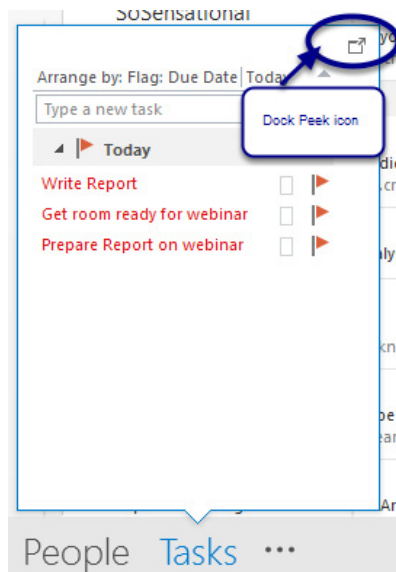 SoSensational
Arrange by: Flag: Due Date Today
Type a new task
Dock Peek icon
Today
Write Report
Get room ready for webinar
Prepare Report on webinar
People Tasks ...